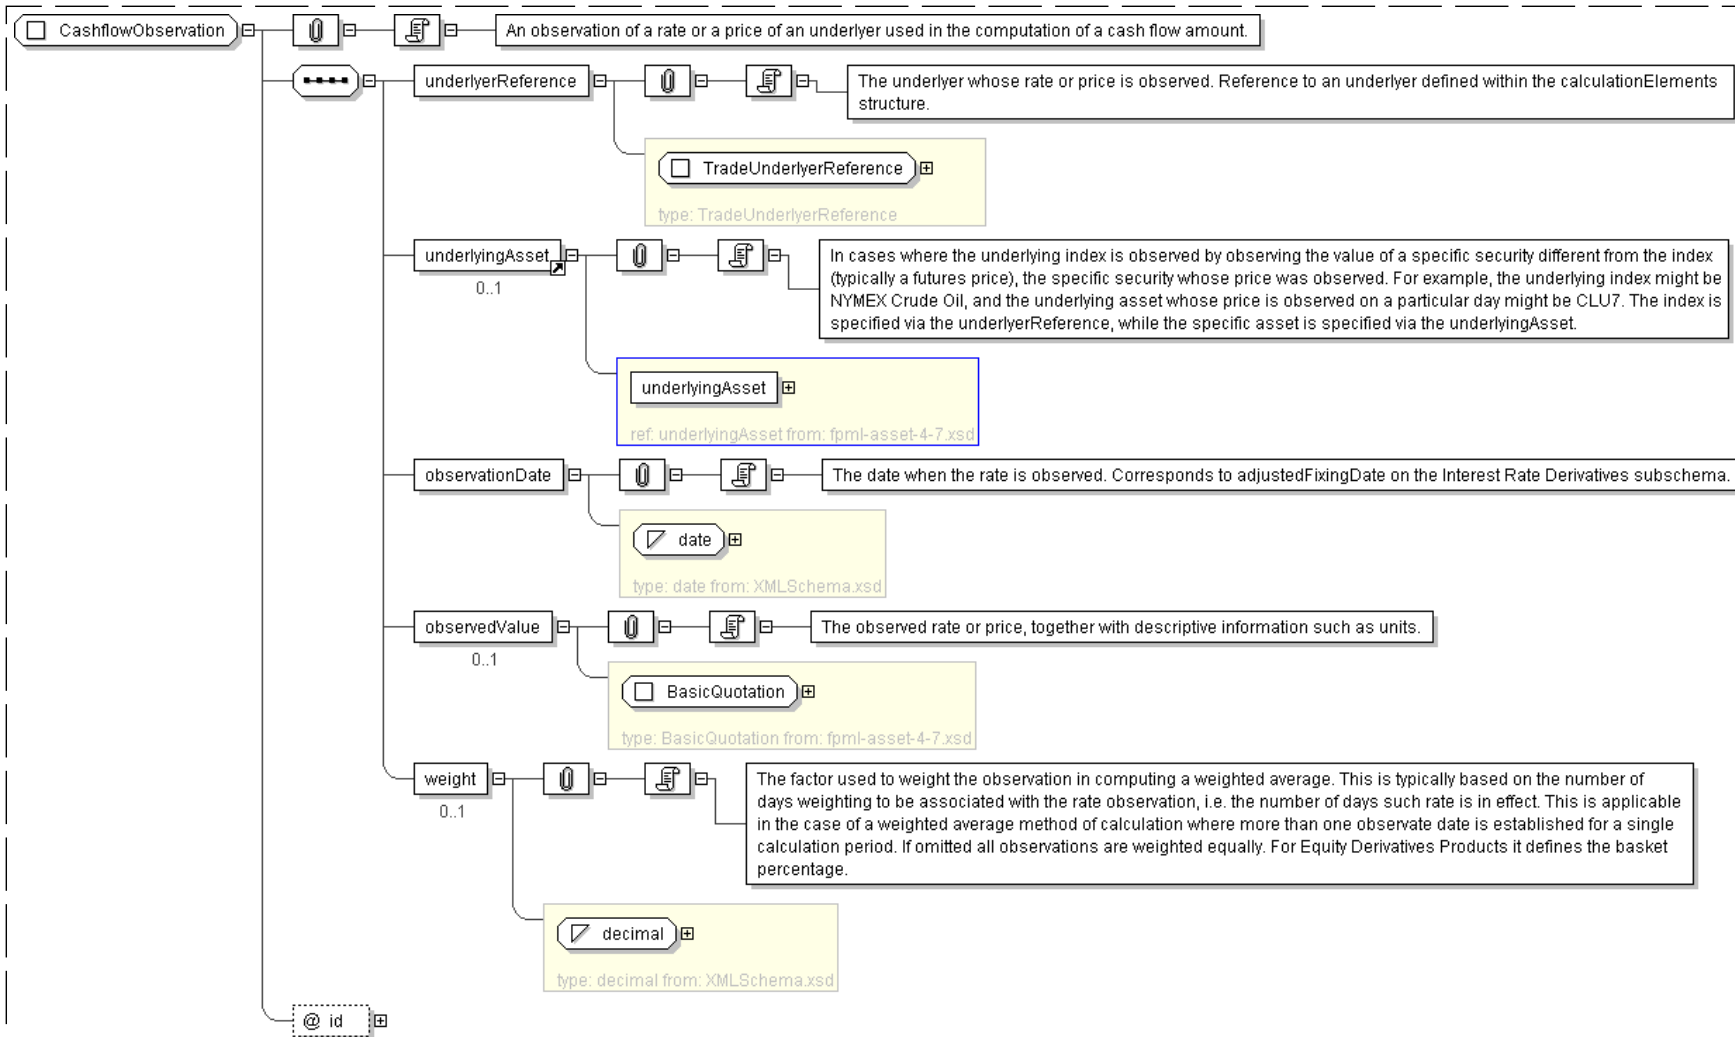 CashflowObservation
An observation of a rate or a price of an underlyer used in the computation of a cash flow amount.
underlyerReference
The underlyer whose rate or price is observed. Reference to an underlyer defined within the calculationElements
structure.
TradeUnderlyerReference
type: TradeUnderlyerReference
underlyingAsset
0..1
In cases where the underlying index is observed by observing the value of a specific security different from the index
(typically a futures price), the specific security whose price was observed. For example, the underlying index might be
NYMEX Crude Oil, and the underlying asset whose price is observed on a particular day might be CLU7. The index is
specified via the underlyerReference, while the specific asset is specified via the underlyingAsset.
underlyingAsset
ref: underlyingAsset from: fpml-asset-4-7.xsd
observationDate
The date when the rate is observed. Corresponds to adjustedFixingDate on the Interest Rate Derivatives subschema.
date
type: date from: XMLSchema.xsd
observedValue
0..1
The observed rate or price, together with descriptive information such as units.
BasicQuotation
type: BasicQuotation from: fpml-asset-4-7.xsd
weight
0..1
The factor used to weight the observation in computing a weighted average. This is typically based on the number of
days weighting to be associated with the rate observation, i.e. the number of days such rate is in effect. This is applicable
in the case of a weighted average method of calculation where more than one observate date is established for a single
calculation period. If omitted all observations are weighted equally. For Equity Derivatives Products it defines the basket
percentage.
decimal
type: decimal from: XMLSchema.xsd
@ id